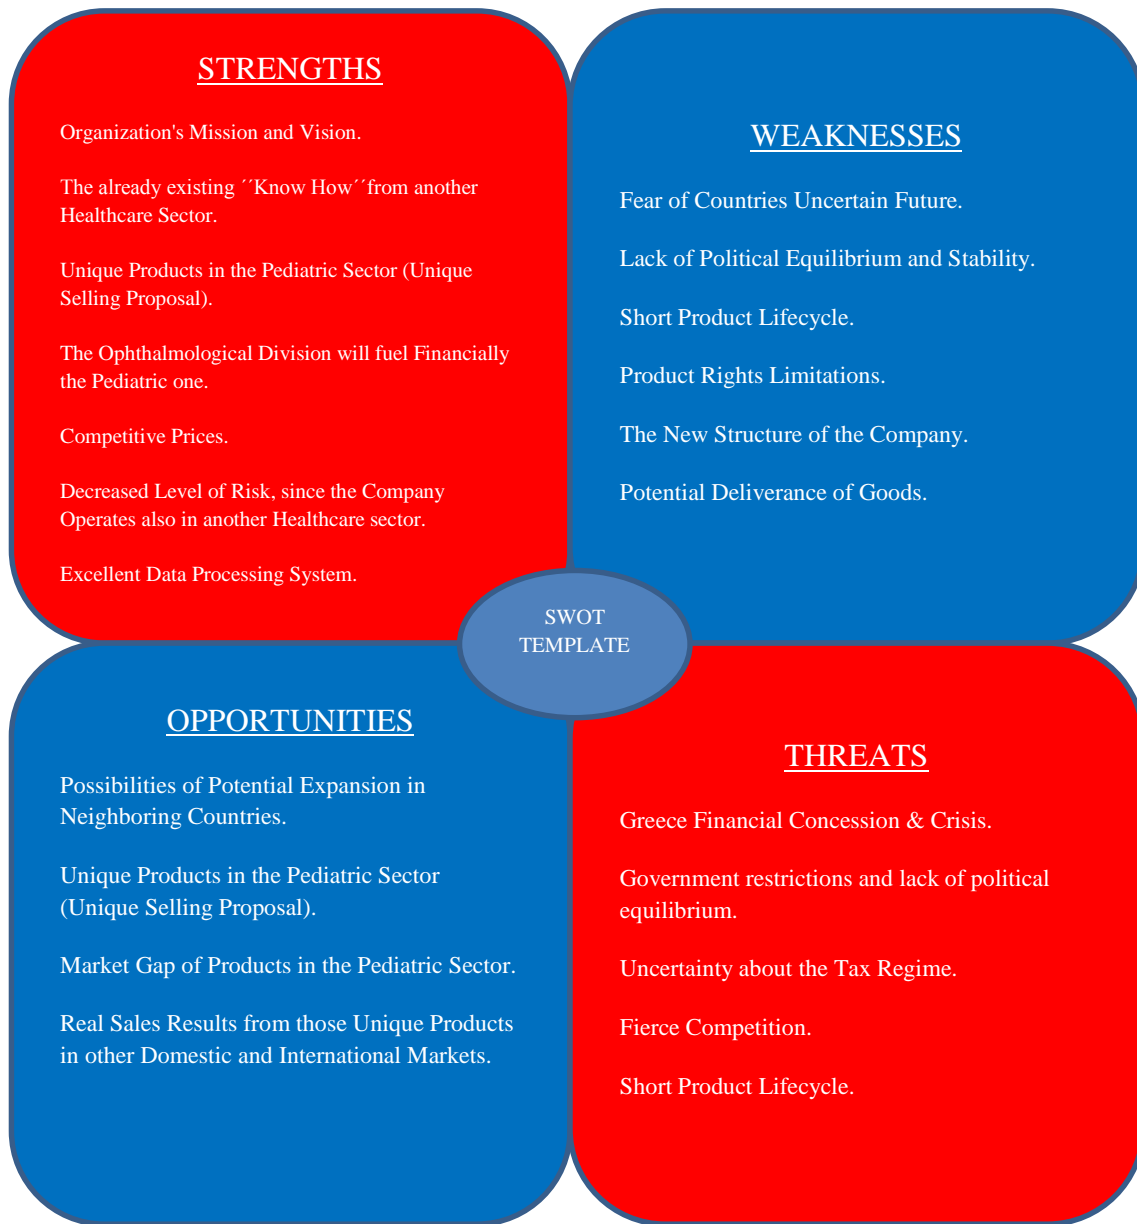 STRENGTHS
Organization's Mission and Vision.
The already existing ´´Know How´´from another
Healthcare Sector.
Unique Products in the Pediatric Sector (Unique
Selling Proposal).
The Ophthalmological Division will fuel Financially
the Pediatric one.
Competitive Prices.
Decreased Level of Risk, since the Company
Operates also in another Healthcare sector.
Excellent Data Processing System.
WEAKNESSES
Fear of Countries Uncertain Future.
Lack of Political Equilibrium and Stability.
Short Product Lifecycle.
Product Rights Limitations.
The New Structure of the Company.
Potential Deliverance of Goods.
SWOT
TEMPLATE
OPPORTUNITIES
Possibilities of Potential Expansion in
Neighboring Countries.
Unique Products in the Pediatric Sector
(Unique Selling Proposal).
Market Gap of Products in the Pediatric Sector.
Real Sales Results from those Unique Products
in other Domestic and International Markets.
THREATS
Greece Financial Concession & Crisis.
Government restrictions and lack of political
equilibrium.
Uncertainty about the Tax Regime.
Fierce Competition.
Short Product Lifecycle.